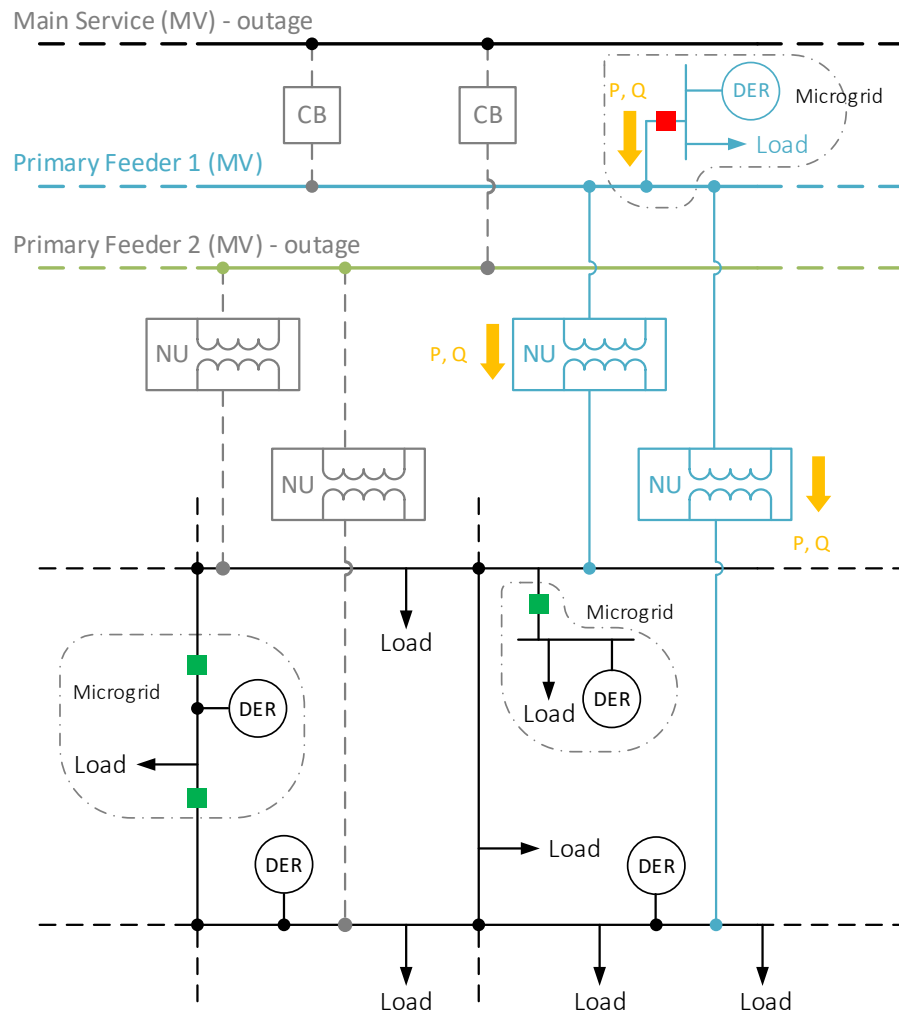 Main Service (MV) - outage
CB
CB
P, Q
DER
Microgrid
Load
Primary Feeder 1 (MV)
Primary Feeder 2 (MV) - outage
NU
P, Q
NU
NU
NU
P, Q
Load
Microgrid
Microgrid
DER
Load
DER
Load
DER
Load
DER
Load
Load
Load